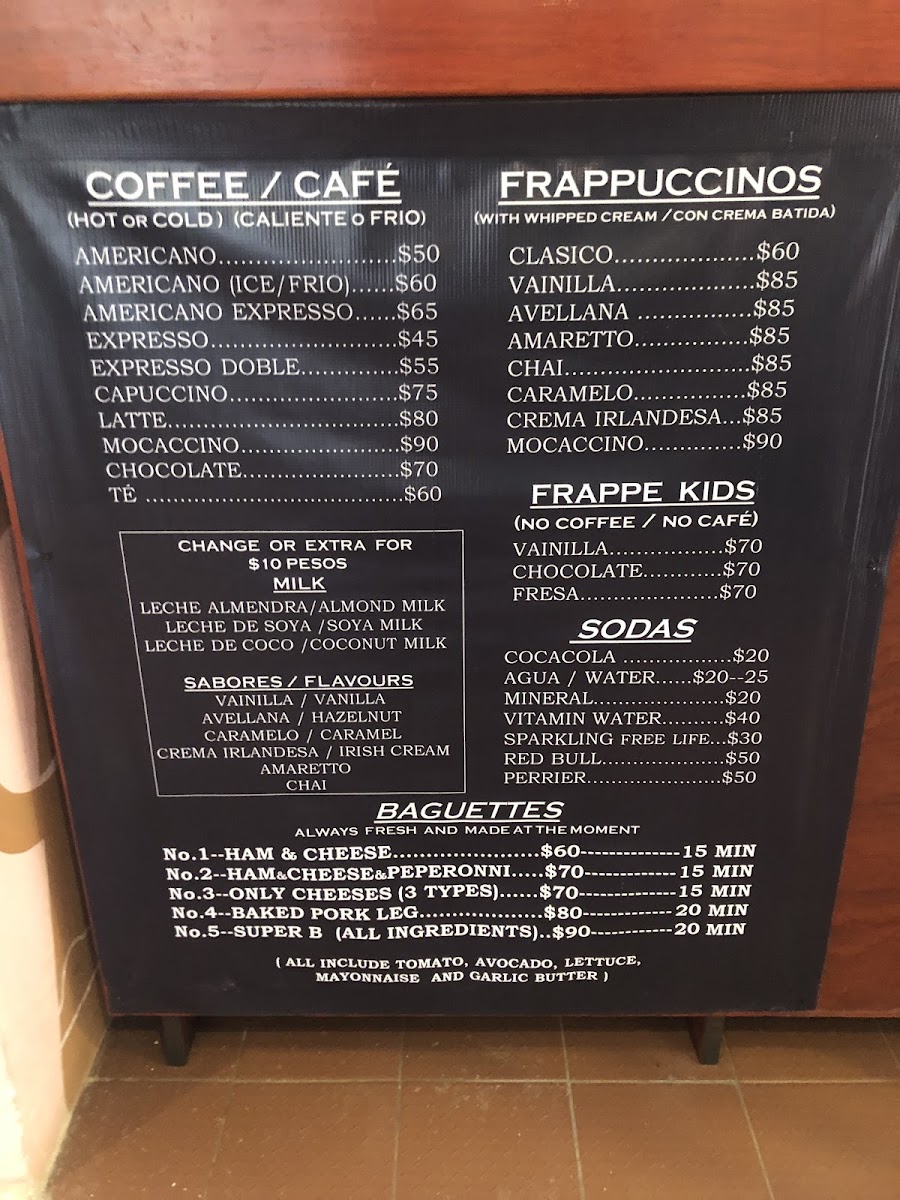 COFFEE / CAFÉ
(HOT OR COLD) (CALIENTE O FRIO)
AMERICANO.........................$50
AMERICANO (ICE/FRIO)......$60
AMERICANO EXPRESSO......$65
EXPRESSO..............................$45
EXPRESSO DOBLE..............$55
CAPUCCINO........................$75
LATTE.................................$80
MOCACCINO.......................$90
CHOCOLATE.......................$70
TÉ .....................................$60
CHANGE OR EXTRA FOR
$10 PESOS
MILK
LECHE ALMENDRA/ALMOND MILK
LECHE DE SOYA /SOYA MILK
LECHE DE COCO /COCONUT MILK
SABORES / FLAVOURS
VAINILLA / VANILLA
AVELLANA / HAZELNUT
CARAMELO / CARAMEL
CREMA IRLANDESA / IRISH CREAM
AMARETTO
CHAI
FRAPPUCCINOS
(WITH WHIPPED CREAM /CON CREMA BATIDA)
CLASICO....................$60
VAINILLA....................$85
AVELLANA .................$85
AMARETTO.................$85
CHAI...........................$85
CARAMELO.................$85
CREMA IRLANDESA...$85
MOCACCINO..............$90
FRAPPE KIDS
(NO COFFEE / NO CAFÉ)
VAINILLA.................$70
CHOCOLATE............$70
FRESA.....................$70
SODAS
COCACOLA .................$20
AGUA / WATER......$20--25
MINERAL........................$20
VITAMIN WATER..........$40
SPARKLING FREE LIFE...$30
RED BULL.....................$50
PERRIER.......................$50
BAGUETTES
ALWAYS FRESH AND MADE AT THE MOMENT
No.1--HAM & CHEESE.......................$60--------------15 MIN
No.2--HAM&CHEESE&PEPERONNI.....$70-------------15 MIN
No.3--ONLY CHEESES (3 TYPES)......$70--------------15 MIN
No.4--BAKED PORK LEG...................$80-------------20 MIN
No.5--SUPER B (ALL INGREDIENTS)..$90------------20 MIN
( ALL INCLUDE TOMATO, AVOCADO, LETTUCE,
MAYONNAISE AND GARLIC BUTTER )